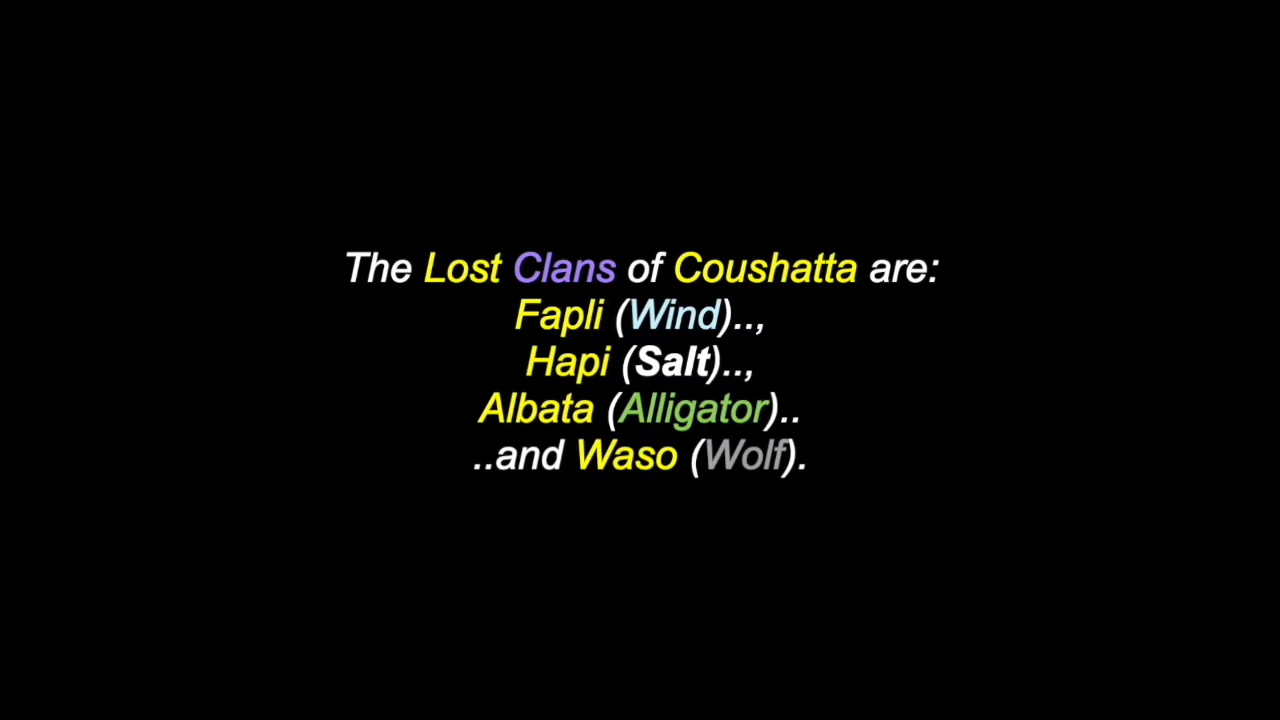 The Lost Clans of Coushatta are:
Fapli (Wind)..,
Hapi (Salt)..,
Albata (Alligator)..
..and Waso (Wolf).